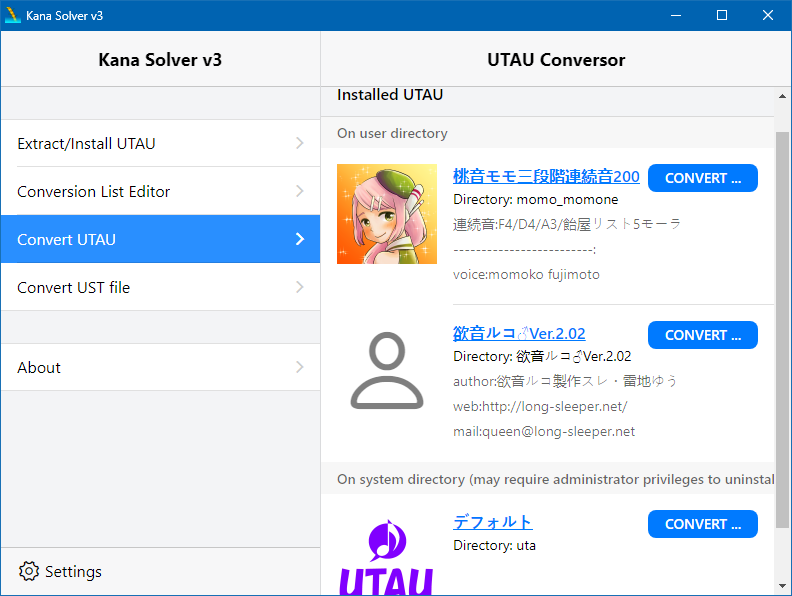 Kana Solver v3
Kana Solver v3
UTAU Conversor
Extract/Install UTAU
Conversion List Editor
Convert UTAU
Convert UST file
About
Settings
Installed UTAU
On user directory
桃音モモ三段階連続音200
CONVERT ...
Directory: momo_momone
連続音:F4/D4/A3/飴屋リスト5モーラ
-------------------------:
voice:momoko fujimoto
欲音ルコ♂Ver.2.02
CONVERT ...
Directory: 欲音ルコ♂Ver.2.02
author:欲音ルコ製作スレ・雷地ゆう
web:http://long-sleeper.net/
mail:queen@long-sleeper.net
On system directory (may require administrator privileges to uninstal
デフォルト
CONVERT ...
Directory: uta
UTAU